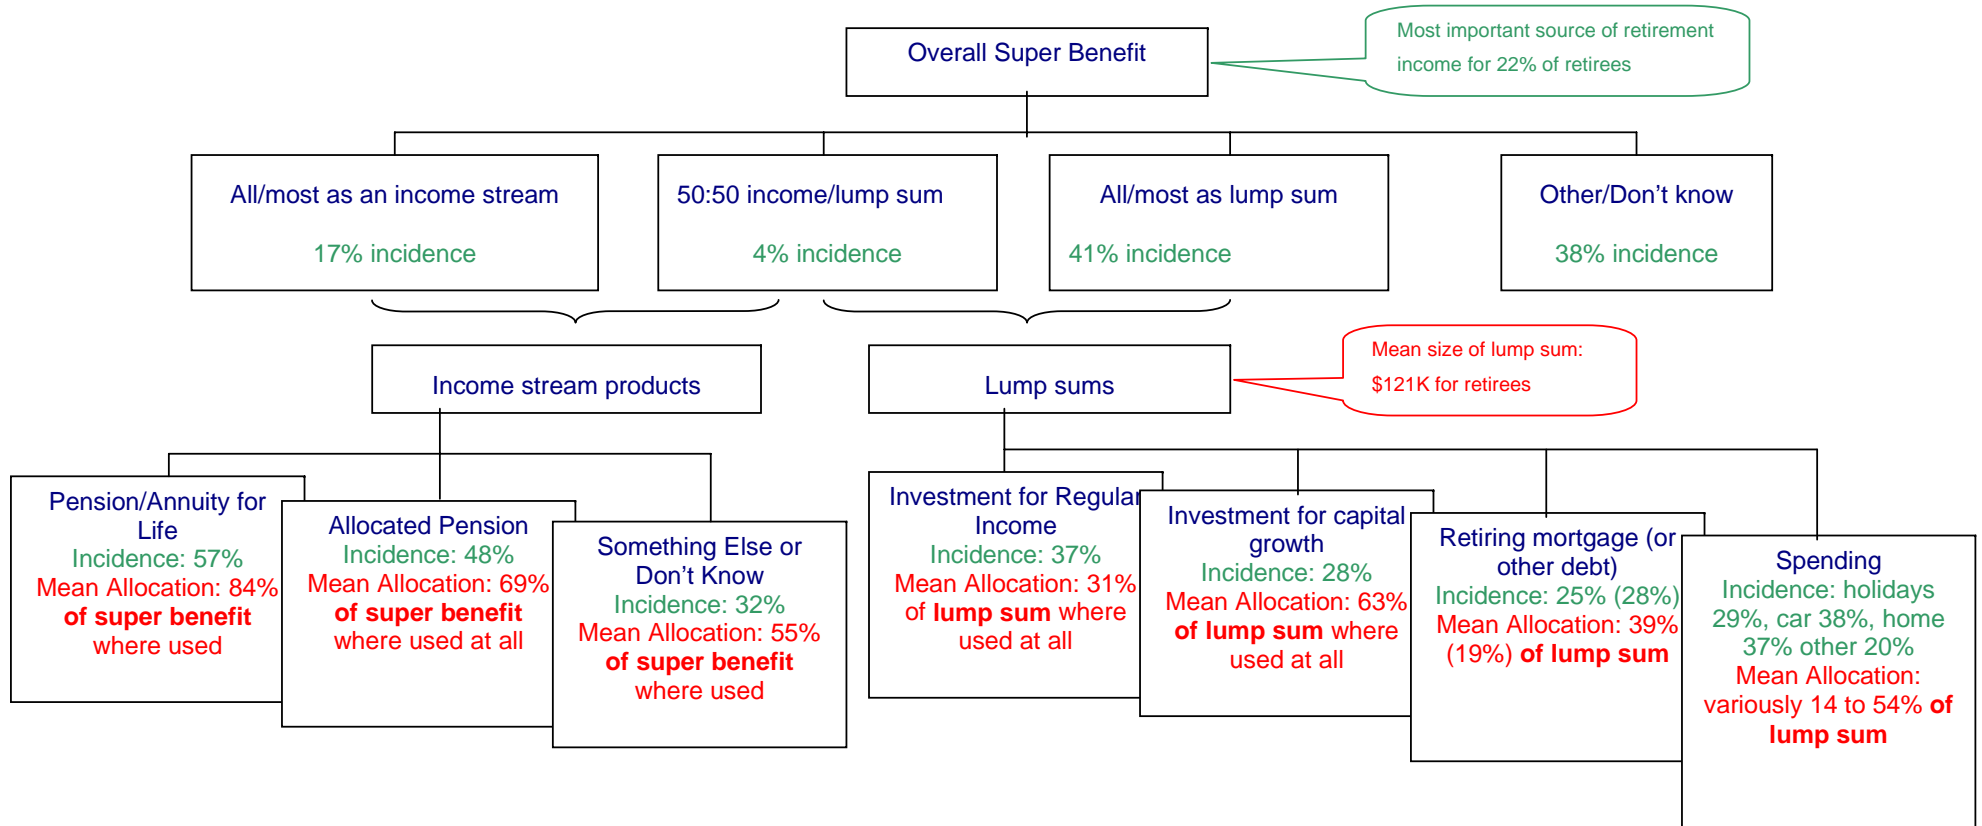 Overall Super Benefit
Most important source of retirement
income for 22% of retirees
All/most as an income stream
17% incidence
50:50 income/lump sum
4% incidence
All/most as lump sum
41% incidence
Other/Don’t know
38% incidence
Income stream products
Lump sums
Mean size of lump sum:
$121K for retirees
Pension/Annuity for
Life
Incidence: 57%
Mean Allocation: 84%
of super benefit
where used
Allocated Pension
Incidence: 48%
Mean Allocation: 69%
of super benefit
where used at all
Something Else or
Don’t Know
Incidence: 32%
Mean Allocation: 55%
of super benefit
where used
Investment for Regular
Income
Incidence: 37%
Mean Allocation: 31%
of lump sum where
used at all
Investment for capital
growth
Incidence: 28%
Mean Allocation: 63%
of lump sum where
used at all
Retiring mortgage (or
other debt)
Incidence: 25% (28%)
Mean Allocation: 39%
(19%) of lump sum
Spending
Incidence: holidays
29%, car 38%, home
37% other 20%
Mean Allocation:
variously 14 to 54% of
lump sum